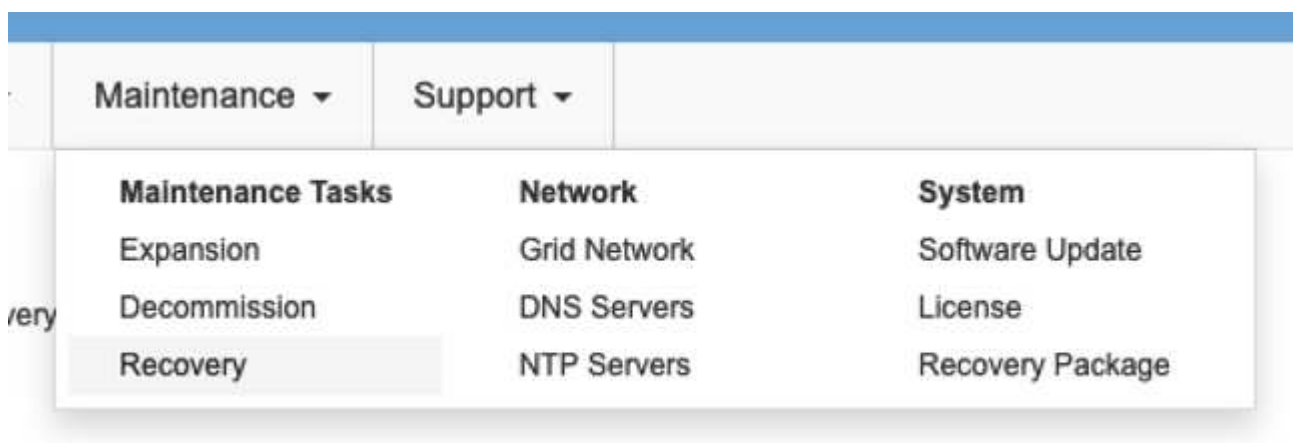 Maintenance Support
Maintenance Tasks Network System
Expansion Grid Network Software Update
Decommission DNS Servers License
very
Recovery NTP Servers Recovery Package